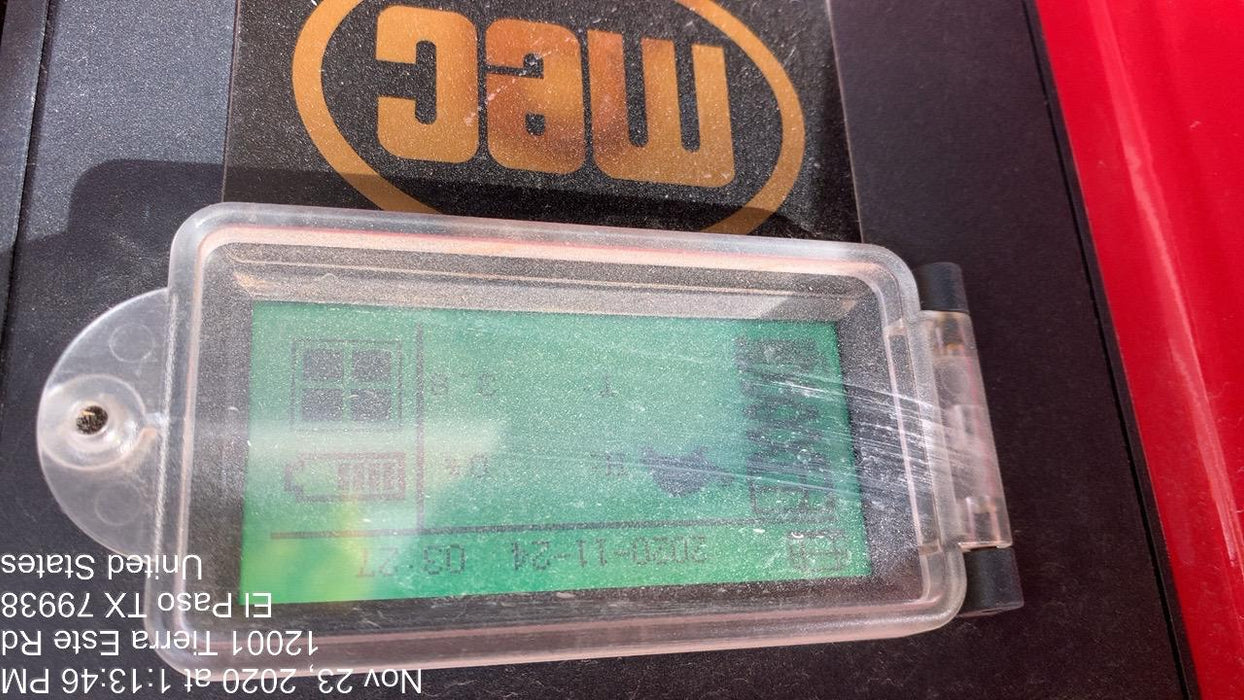 Nov 23, 2020 at 1:13:46 PM
12001 Tierra Este Rd
El Paso TX 79938
United States
2020-11-24 03:27
mec